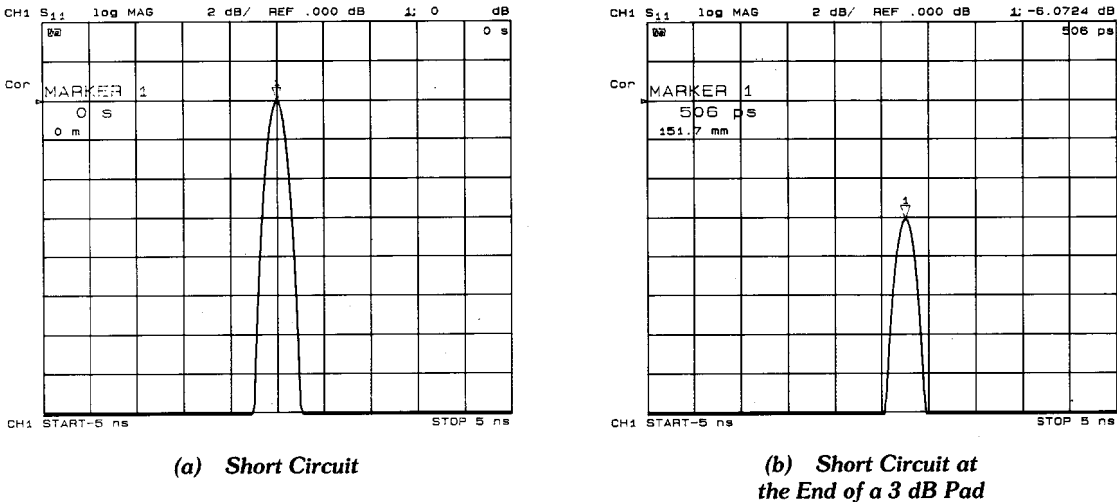 CH1 S11 log MAG 2 dB/ REF .000 dB 1: 0 dB
0 s
Cor
MARKER 1
0 s
0 m
1
CH1 START-5 ns STOP 5 ns
(a) Short Circuit
CH1 S11 log MAG 2 dB/ REF .000 dB 1: -6.0724 dB
506 ps
Cor
MARKER 1
506 ps
151.7 mm
1
CH1 START-5 ns STOP 5 ns
(b) Short Circuit at
the End of a 3 dB Pad